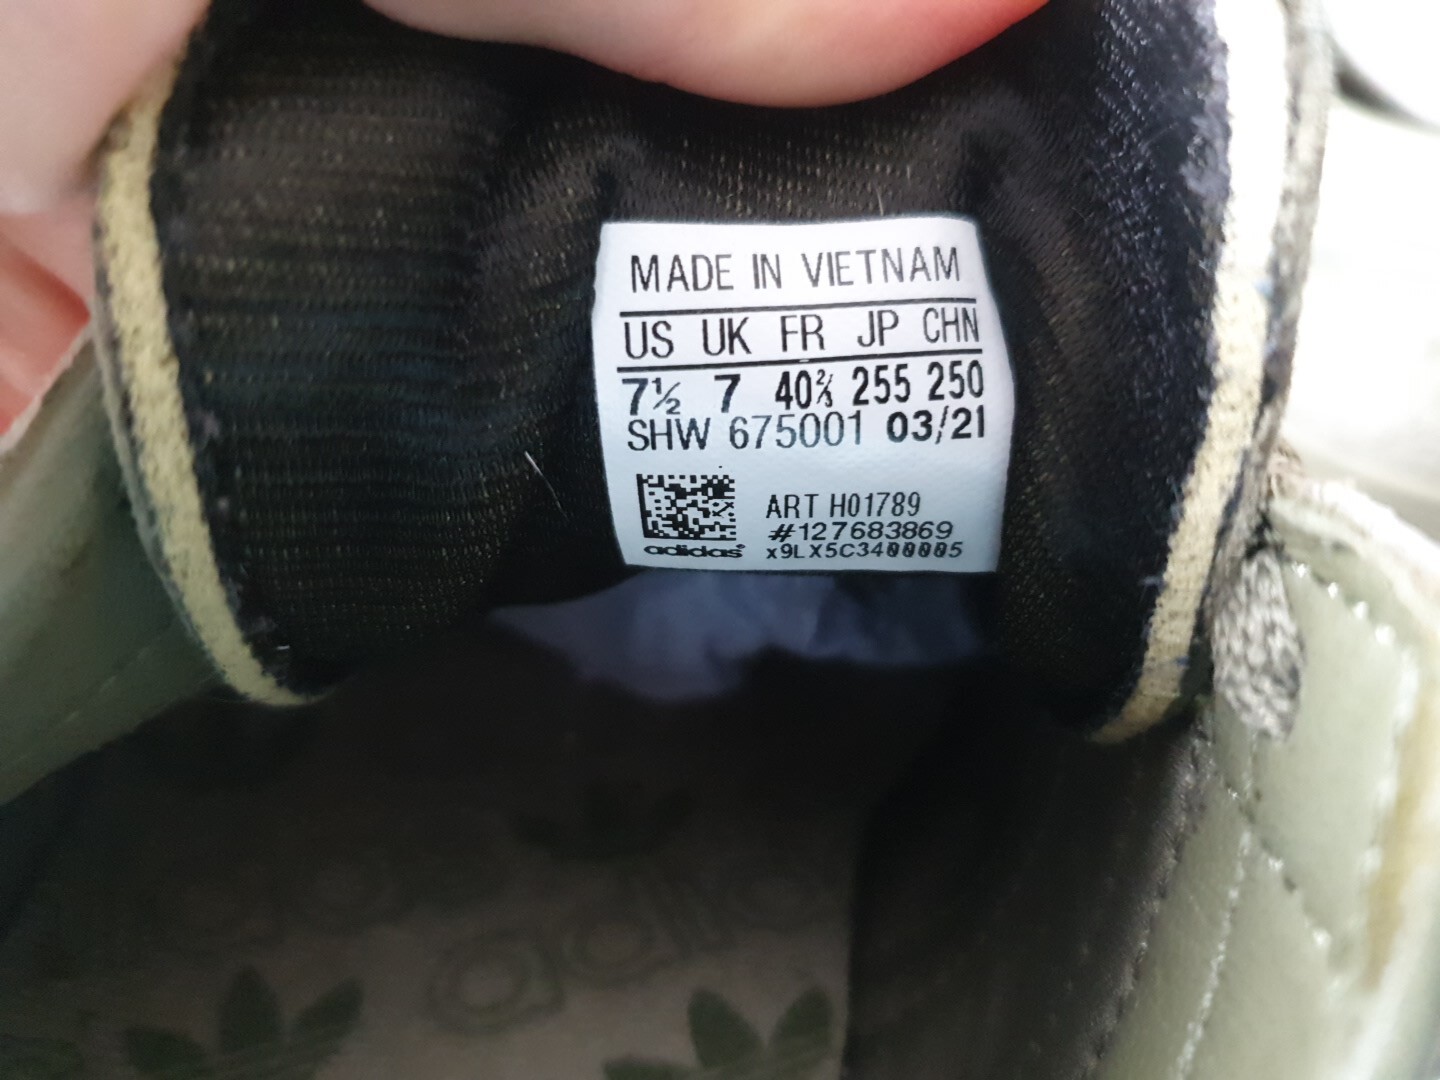 MADE IN VIETNAM
US UK FR JP CHN
7½ 7 40⅔ 255 250
SHW 675001 03/21
ART H01789
#127683869
adidas® x9LX5C3400005
adidas